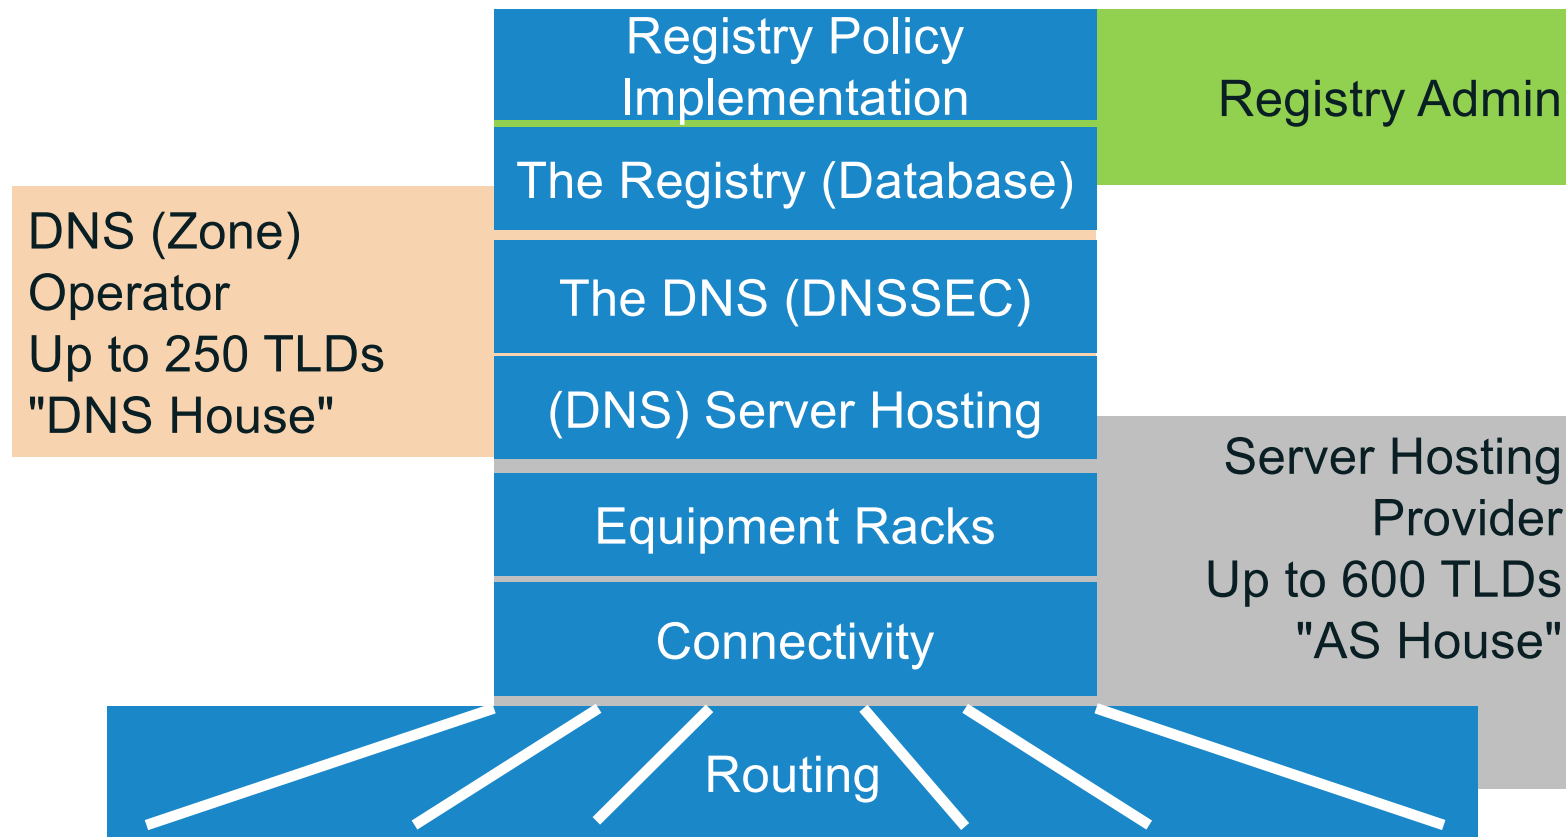 Registry Policy
Implementation
Registry Admin
The Registry (Database)
DNS (Zone)
Operator
Up to 250 TLDs
"DNS House"
The DNS (DNSSEC)
(DNS) Server Hosting
Server Hosting
Provider
Up to 600 TLDs
"AS House"
Equipment Racks
Connectivity
Routing